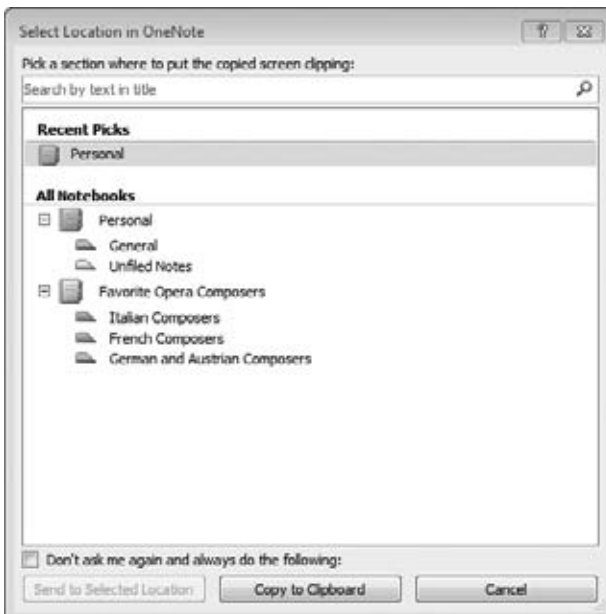 Select Location in OneNote
Pick a section where to put the copied screen clipping:
Search by text in title
Recent Picks
Personal
All Notebooks
Personal
General
Unfiled Notes
Favorite Opera Composers
Italian Composers
French Composers
German and Austrian Composers
Don't ask me again and always do the following:
Send to Selected Location Copy to Clipboard Cancel